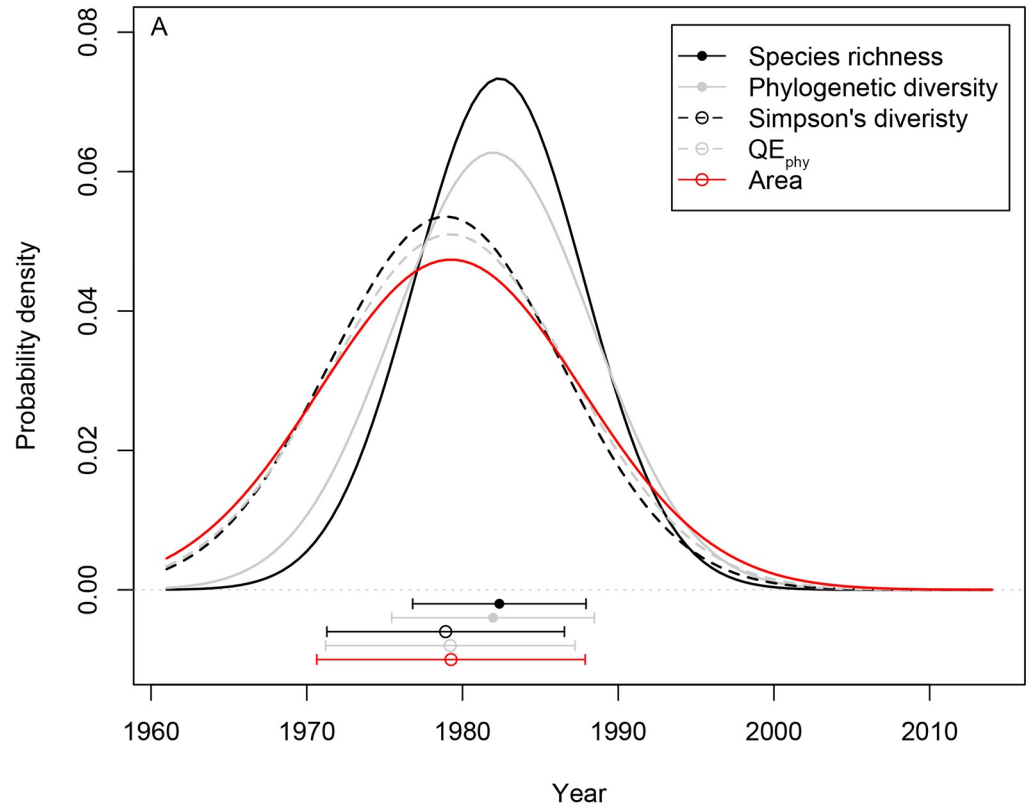 A
Species richness
Phylogenetic diversity
Simpson's diveristy
QEphy
Area
Probability density
0.08
0.06
0.04
0.02
0.00
1960 1970 1980 1990 2000 2010
Year